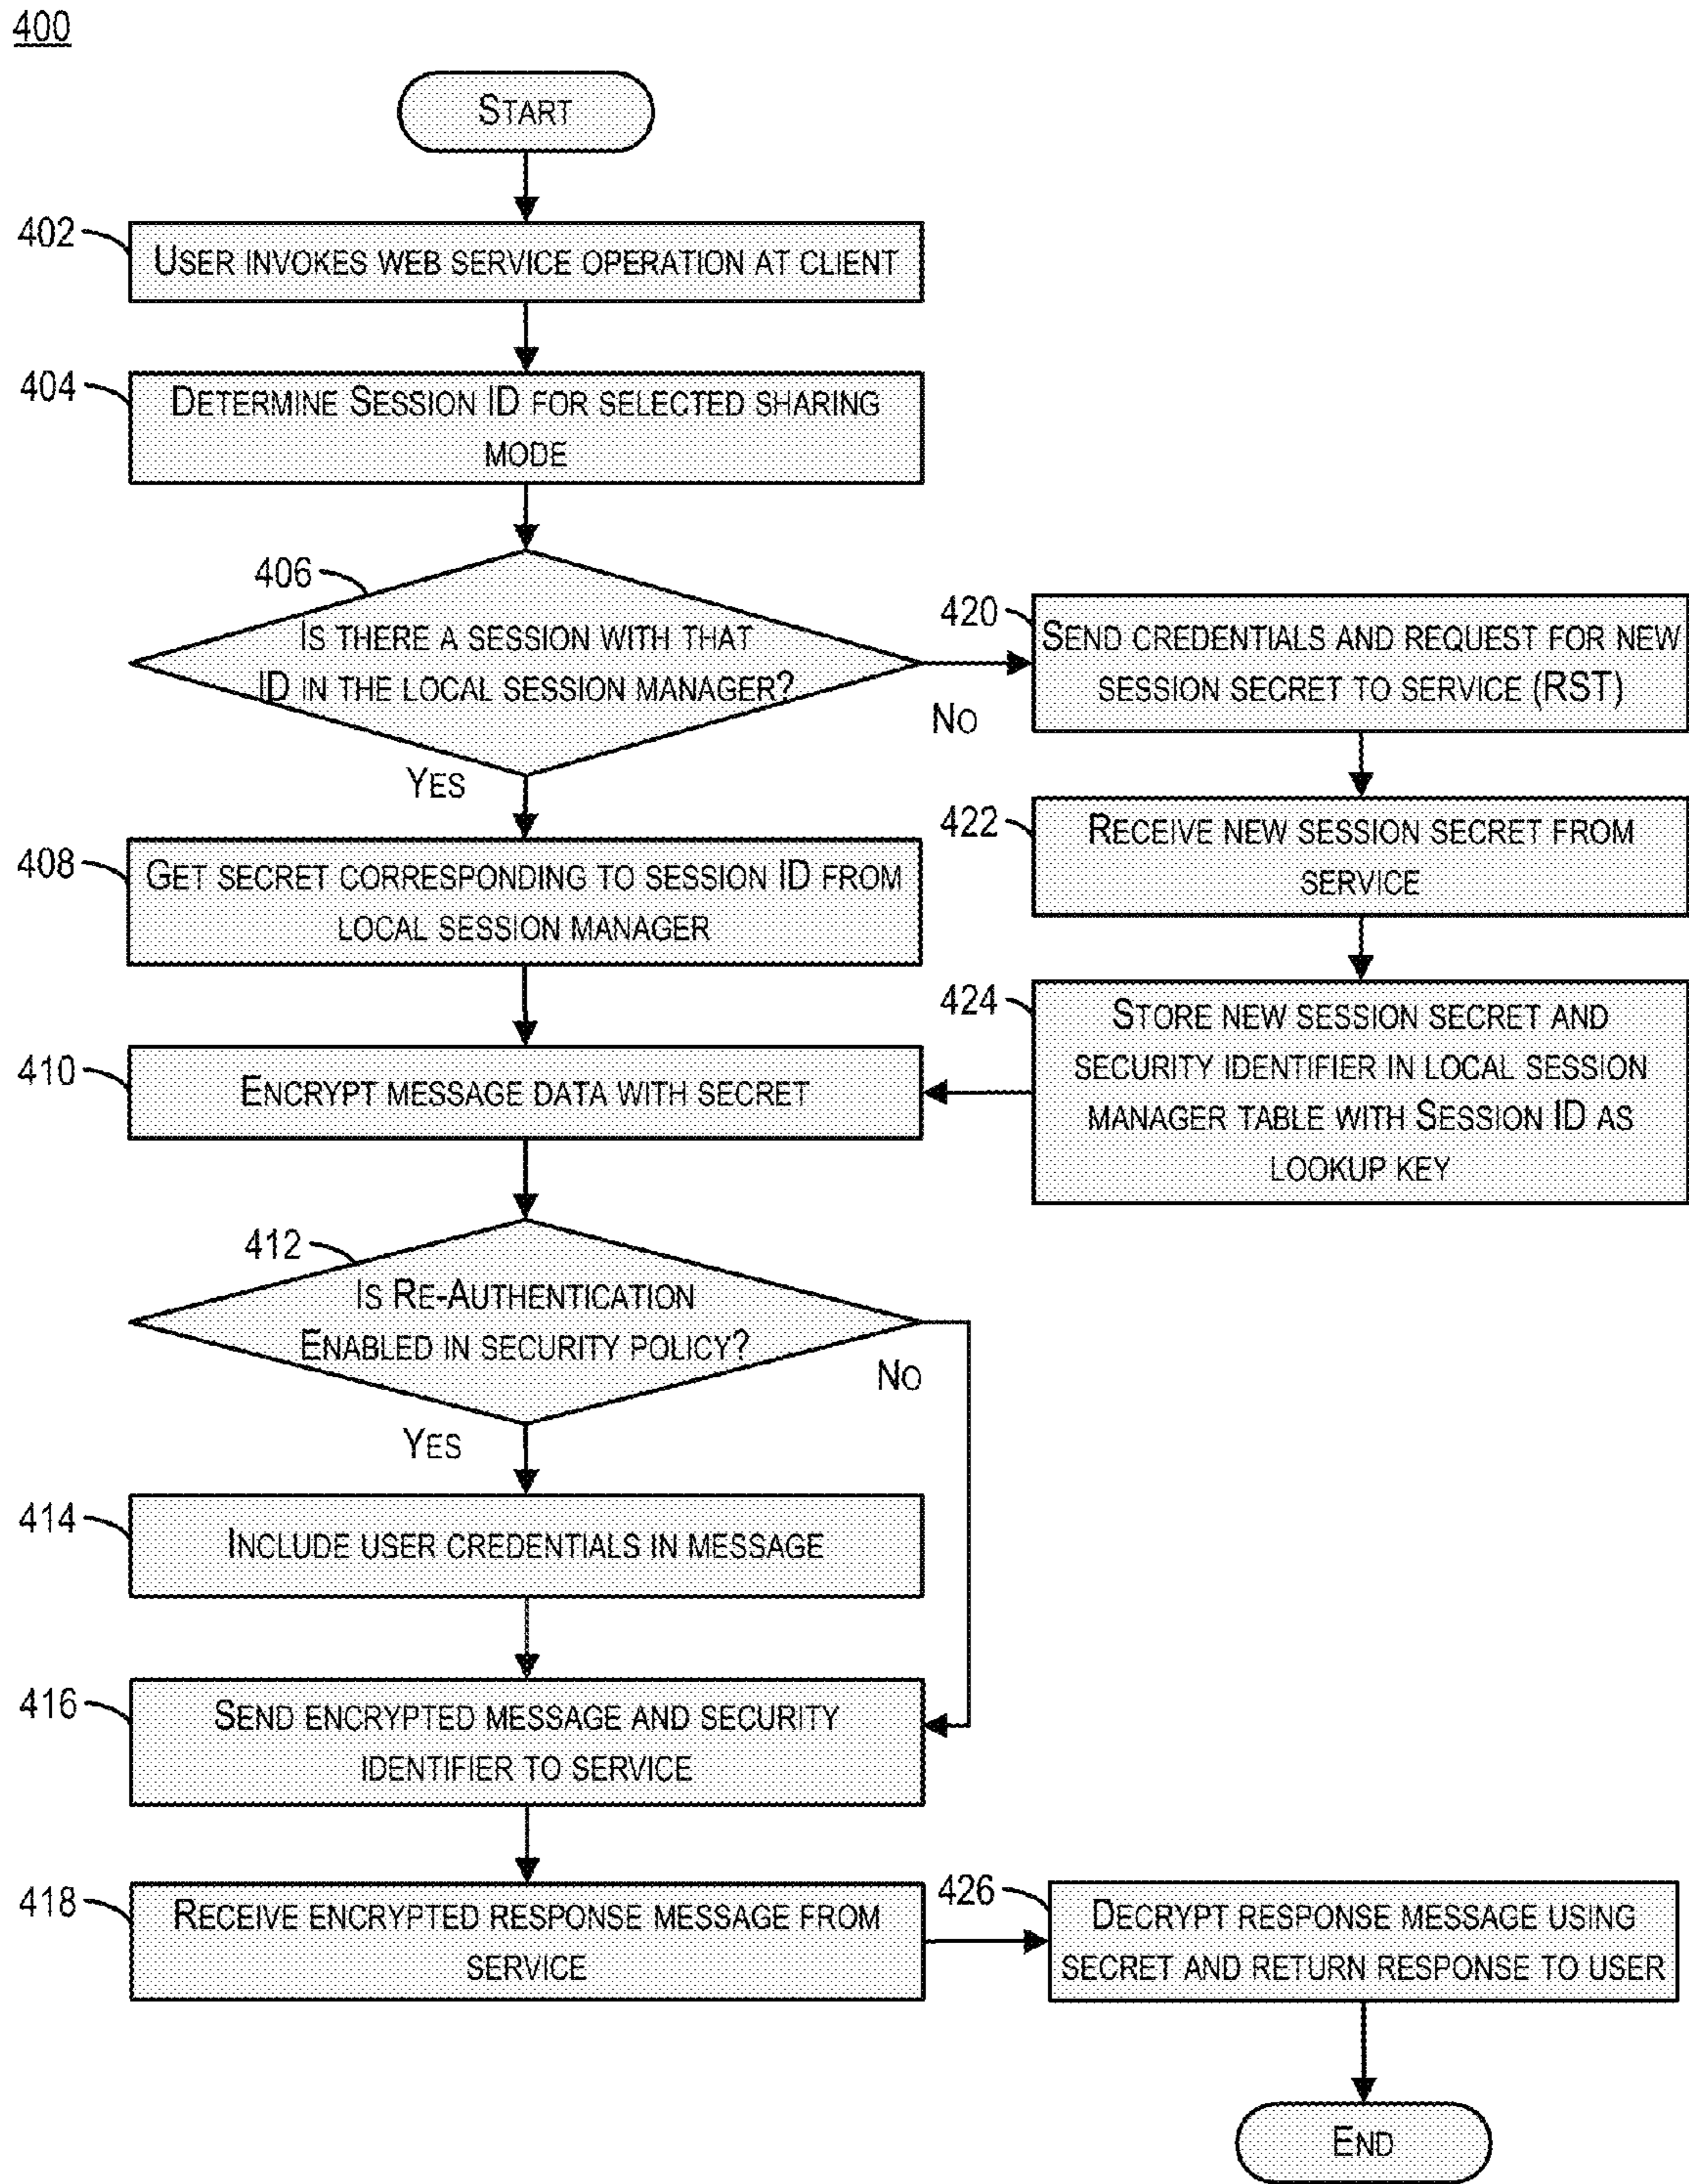 400
START
402
USER INVOKES WEB SERVICE OPERATION AT CLIENT
404
DETERMINE SESSION ID FOR SELECTED SHARING
MODE
406
IS THERE A SESSION WITH THAT
ID IN THE LOCAL SESSION MANAGER?
NO
YES
420
SEND CREDENTIALS AND REQUEST FOR NEW
SESSION SECRET TO SERVICE (RST)
422
RECEIVE NEW SESSION SECRET FROM
SERVICE
424
STORE NEW SESSION SECRET AND
SECURITY IDENTIFIER IN LOCAL SESSION
MANAGER TABLE WITH SESSION ID AS
LOOKUP KEY
408
GET SECRET CORRESPONDING TO SESSION ID FROM
LOCAL SESSION MANAGER
410
ENCRYPT MESSAGE DATA WITH SECRET
412
IS RE-AUTHENTICATION
ENABLED IN SECURITY POLICY?
NO
YES
414
INCLUDE USER CREDENTIALS IN MESSAGE
416
SEND ENCRYPTED MESSAGE AND SECURITY
IDENTIFIER TO SERVICE
418
RECEIVE ENCRYPTED RESPONSE MESSAGE FROM
SERVICE
426
DECRYPT RESPONSE MESSAGE USING
SECRET AND RETURN RESPONSE TO USER
END